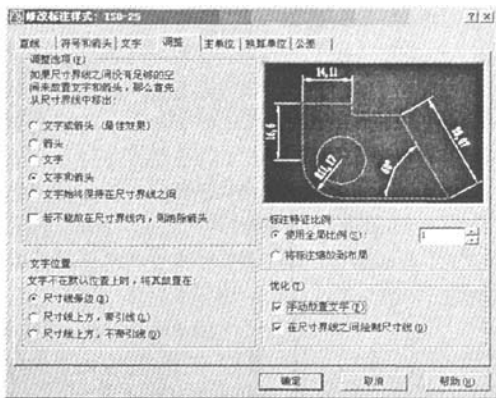 修改标注样式: ISO-25
直线 符号和箭头 文字 调整 主单位 换算单位 公差
调整选项(F)
如果尺寸界线之间没有足够的空
间来放置文字和箭头，那么首先
从尺寸界线中移出:
文字或箭头 (最佳效果)
箭头
文字
文字和箭头
文字始终保持在尺寸界线之间
若不能放在尺寸界线内，则消除箭头
文字位置
文字不在默认位置上时，将其放置在
尺寸线旁边(B)
尺寸线上方，带引线(L)
尺寸线上方，不带引线(O)
14,11
16,6
R11,17
60°
标注特征比例
使用全局比例(S): 1
将标注缩放到布局
优化(T)
手动放置文字(P)
在尺寸界线之间绘制尺寸线(D)
确定 取消 帮助(H)